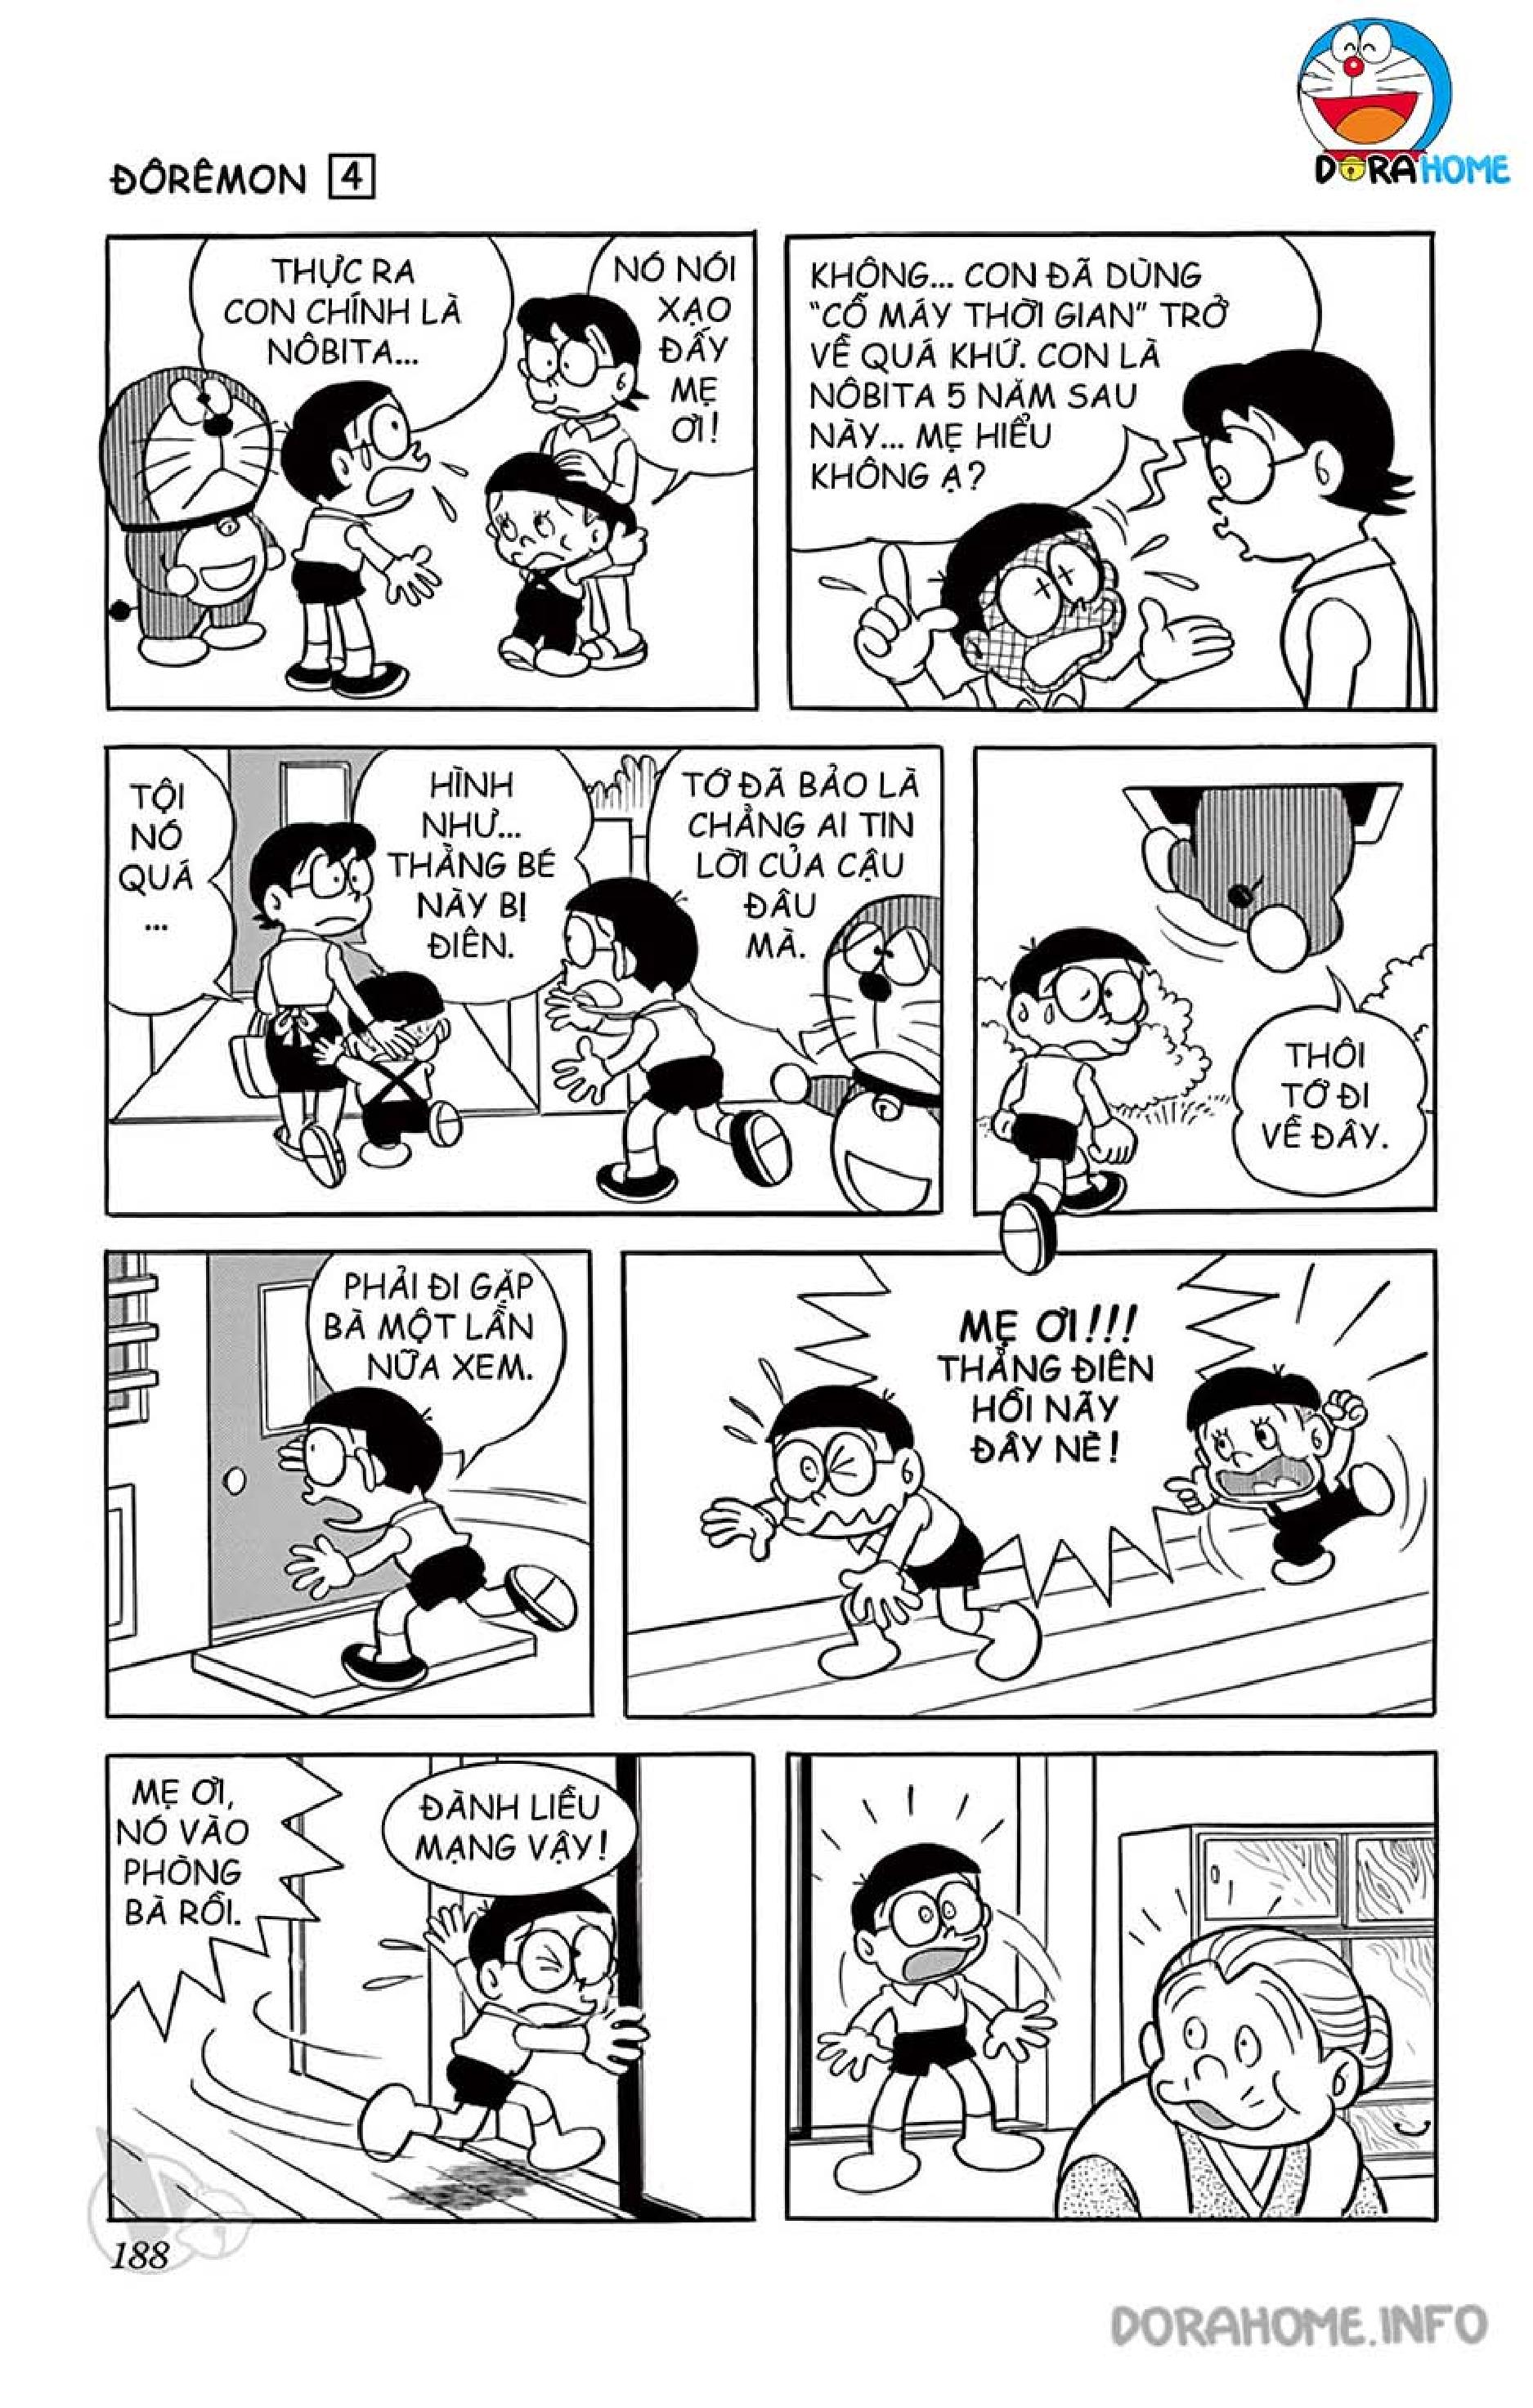 DORAHOME
ĐÔRÊMON 4
THỰC RA
CON CHÍNH LÀ
NÔBITA...
NÓ NÓI
XẠO
ĐẤY
MẸ
ƠI!
KHÔNG... CON ĐÃ DÙNG
"CỖ MÁY THỜI GIAN" TRỞ
VỀ QUÁ KHỨ. CON LÀ
NÔBITA 5 NĂM SAU
NÀY... MẸ HIỂU
KHÔNG Ạ?
TỘI
NÓ
QUÁ
...
HÌNH
NHƯ...
THẰNG BÉ
NÀY BỊ
ĐIÊN.
TỚ ĐÃ BẢO LÀ
CHẲNG AI TIN
LỜI CỦA CẬU
ĐÂU
MÀ.
THÔI
TỚ ĐI
VỀ ĐÂY.
PHẢI ĐI GẶP
BÀ MỘT LẦN
NỮA XEM.
MẸ ƠI!!!
THẰNG ĐIÊN
HỒI NÃY
ĐÂY NÈ!
MẸ ƠI,
NÓ VÀO
PHÒNG
BÀ RỒI.
ĐÀNH LIỀU
MẠNG VẬY!
188
DORAHOME.INFO